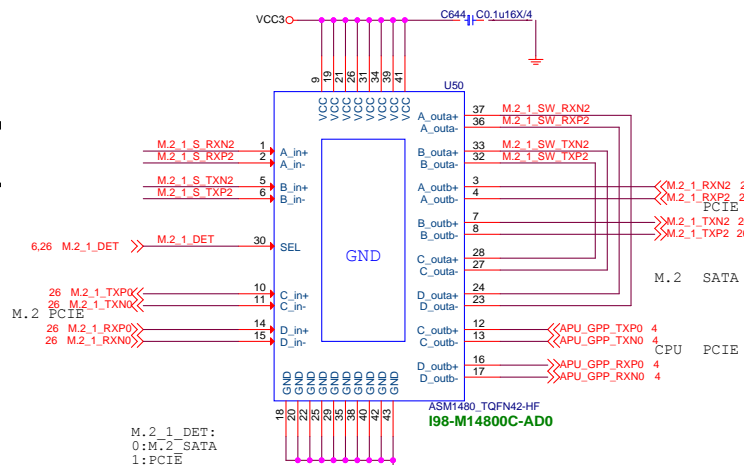 VCC3
C644 C0.1u16X/4
U50
9 19 21 26 31 34 39 41
VCC VCC VCC VCC VCC VCC VCC VCC
M.2_1_S_RXN2 1 A_in+
M.2_1_S_RXP2 2 A_in-
M.2_1_S_TXN2 5 B_in+
M.2_1_S_TXP2 6 B_in-
6,26 M.2_1_DET M.2_1_DET 30 SEL
26 M.2_1_TXP0 10 C_in+
26 M.2_1_TXN0 11 C_in-
M.2 PCIE
26 M.2_1_RXP0 14 D_in+
26 M.2_1_RXN0 15 D_in-
GND
A_outa+ 37 M.2_1_SW_RXN2
A_outa- 36 M.2_1_SW_RXP2
B_outa+ 33 M.2_1_SW_TXN2
B_outa- 32 M.2_1_SW_TXP2
A_outb+ 3 M.2_1_RXN2 2
A_outb- 4 M.2_1_RXP2 2
PCIE
B_outb+ 7 M.2_1_TXN2 2
B_outb- 8 M.2_1_TXP2 26
C_outa+ 28
C_outa- 27
M.2 SATA
D_outa+ 24
D_outa- 23
C_outb+ 12 APU_GPP_TXP0 4
C_outb- 13 APU_GPP_TXN0 4
CPU PCIE
D_outb+ 16 APU_GPP_RXP0 4
D_outb- 17 APU_GPP_RXN0 4
GND GND GND GND GND GND GND GND GND GND
18 20 22 25 29 35 38 40 42 43
ASM1480_TQFN42-HF
I98-M14800C-AD0
M.2_1_DET:
0:M.2_SATA
1:PCIE